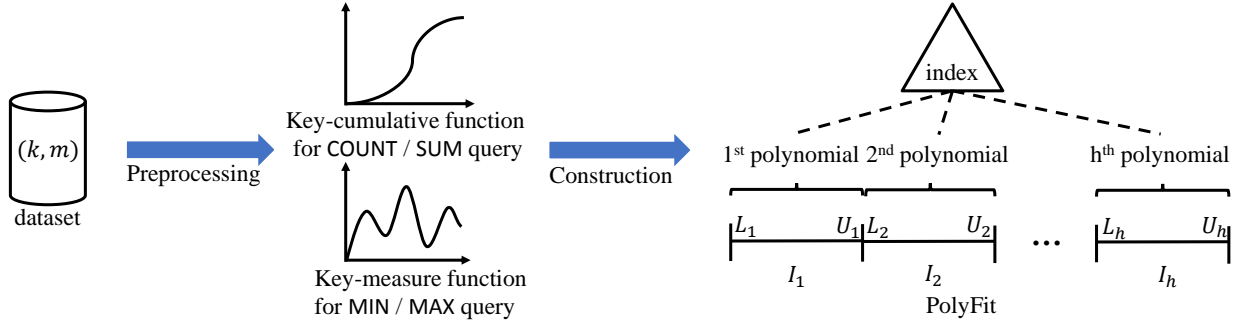 (k, m)
dataset
Preprocessing
Key-cumulative function
for COUNT / SUM query
Key-measure function
for MIN / MAX query
Construction
index
1st polynomial 2nd polynomial hth polynomial
L1 U1 L2 U2 ... Lh Uh
I1 I2 Ih
PolyFit